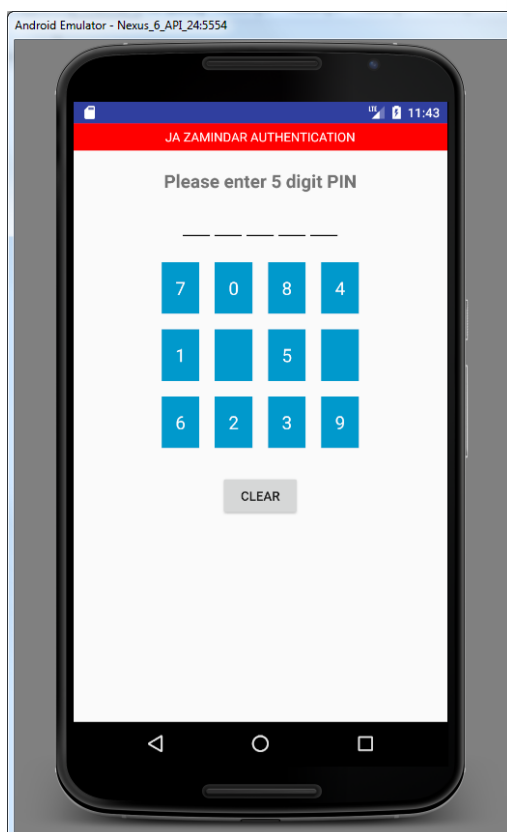 Android Emulator - Nexus_6_API_24:5554
LTE 11:43
JA ZAMINDAR AUTHENTICATION
Please enter 5 digit PIN
7 0 8 4
1 5
6 2 3 9
CLEAR